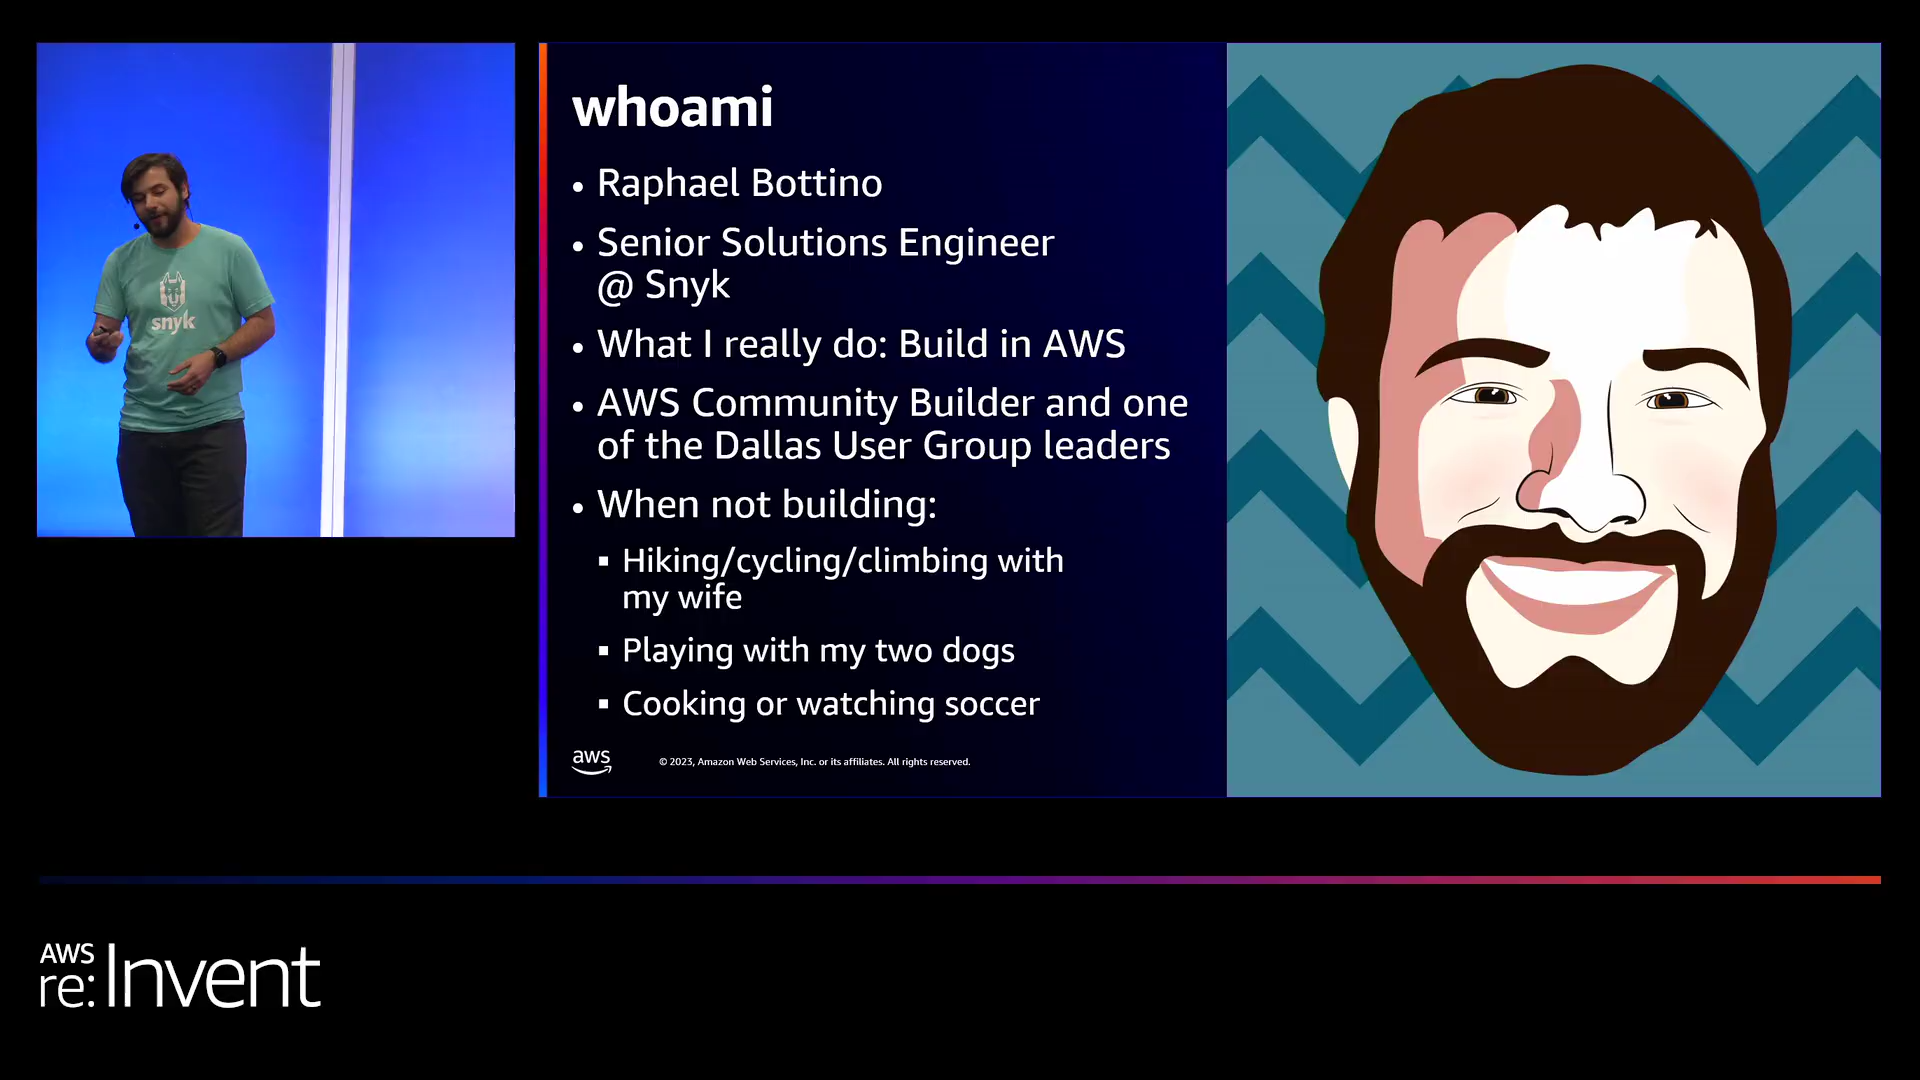 snyk
whoami
• Raphael Bottino
• Senior Solutions Engineer
@ Snyk
• What I really do: Build in AWS
• AWS Community Builder and one
of the Dallas User Group leaders
• When not building:
▪ Hiking/cycling/climbing with
my wife
▪ Playing with my two dogs
▪ Cooking or watching soccer
aws
© 2023, Amazon Web Services, Inc. or its affiliates. All rights reserved.
AWS
re:Invent